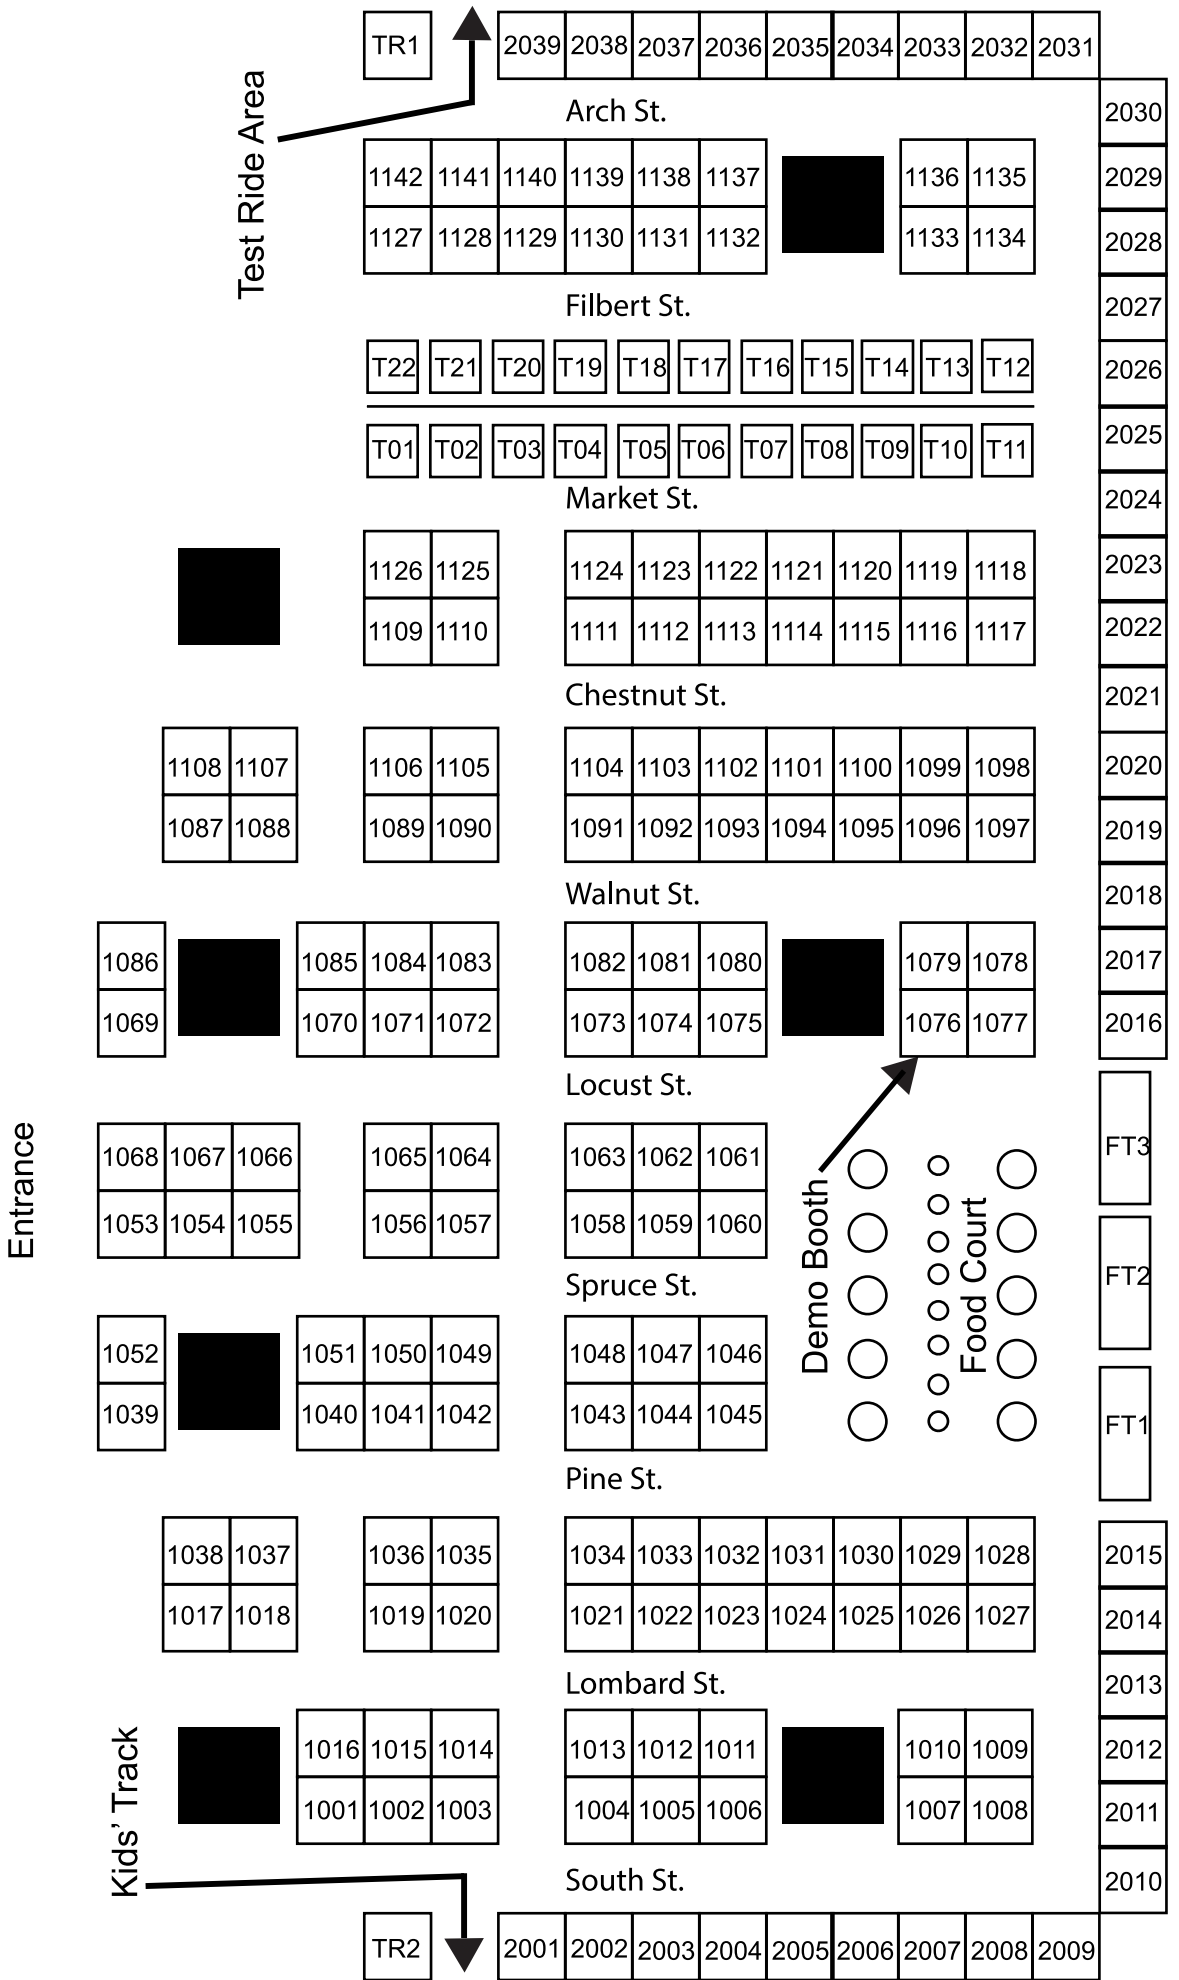 TR1 2039 2038 2037 2036 2035 2034 2033 2032 2031
Test Ride Area
Arch St.
2030
1142 1141 1140 1139 1138 1137 1136 1135 2029
1127 1128 1129 1130 1131 1132 1133 1134 2028
Filbert St.
2027
T22 T21 T20 T19 T18 T17 T16 T15 T14 T13 T12 2026
T01 T02 T03 T04 T05 T06 T07 T08 T09 T10 T11 2025
Market St.
2024
1126 1125 1124 1123 1122 1121 1120 1119 1118 2023
1109 1110 1111 1112 1113 1114 1115 1116 1117 2022
Chestnut St.
2021
1108 1107 1106 1105 1104 1103 1102 1101 1100 1099 1098 2020
1087 1088 1089 1090 1091 1092 1093 1094 1095 1096 1097 2019
Walnut St.
2018
1086 1085 1084 1083 1082 1081 1080 1079 1078 2017
1069 1070 1071 1072 1073 1074 1075 1076 1077 2016
Locust St.
Entrance
1068 1067 1066 1065 1064 1063 1062 1061 FT3
1053 1054 1055 1056 1057 1058 1059 1060
Demo Booth
Food Court
FT2
Spruce St.
1052 1051 1050 1049 1048 1047 1046
1039 1040 1041 1042 1043 1044 1045 FT1
Pine St.
1038 1037 1036 1035 1034 1033 1032 1031 1030 1029 1028 2015
1017 1018 1019 1020 1021 1022 1023 1024 1025 1026 1027 2014
Lombard St.
2013
Kids' Track
1016 1015 1014 1013 1012 1011 1010 1009 2012
1001 1002 1003 1004 1005 1006 1007 1008 2011
South St.
2010
TR2 2001 2002 2003 2004 2005 2006 2007 2008 2009